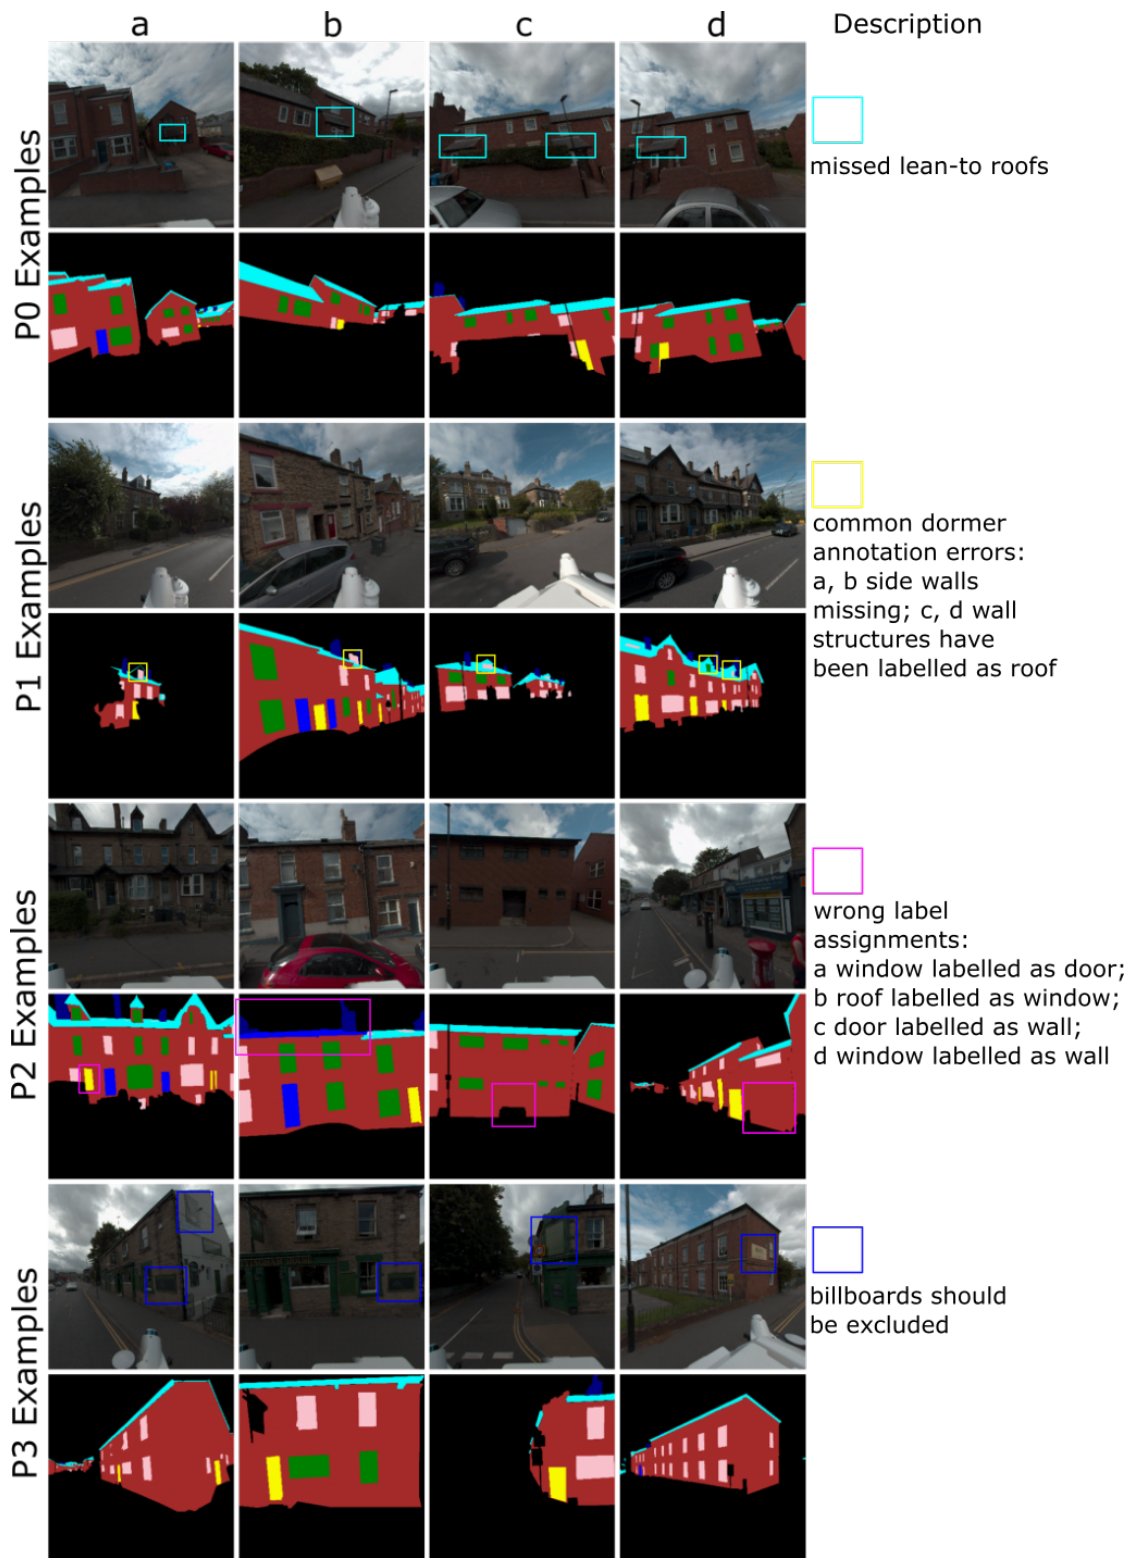 a b c d Description
P0 Examples
missed lean-to roofs
P1 Examples
common dormer
annotation errors:
a, b side walls
missing; c, d wall
structures have
been labelled as roof
P2 Examples
wrong label
assignments:
a window labelled as door;
b roof labelled as window;
c door labelled as wall;
d window labelled as wall
P3 Examples
billboards should
be excluded